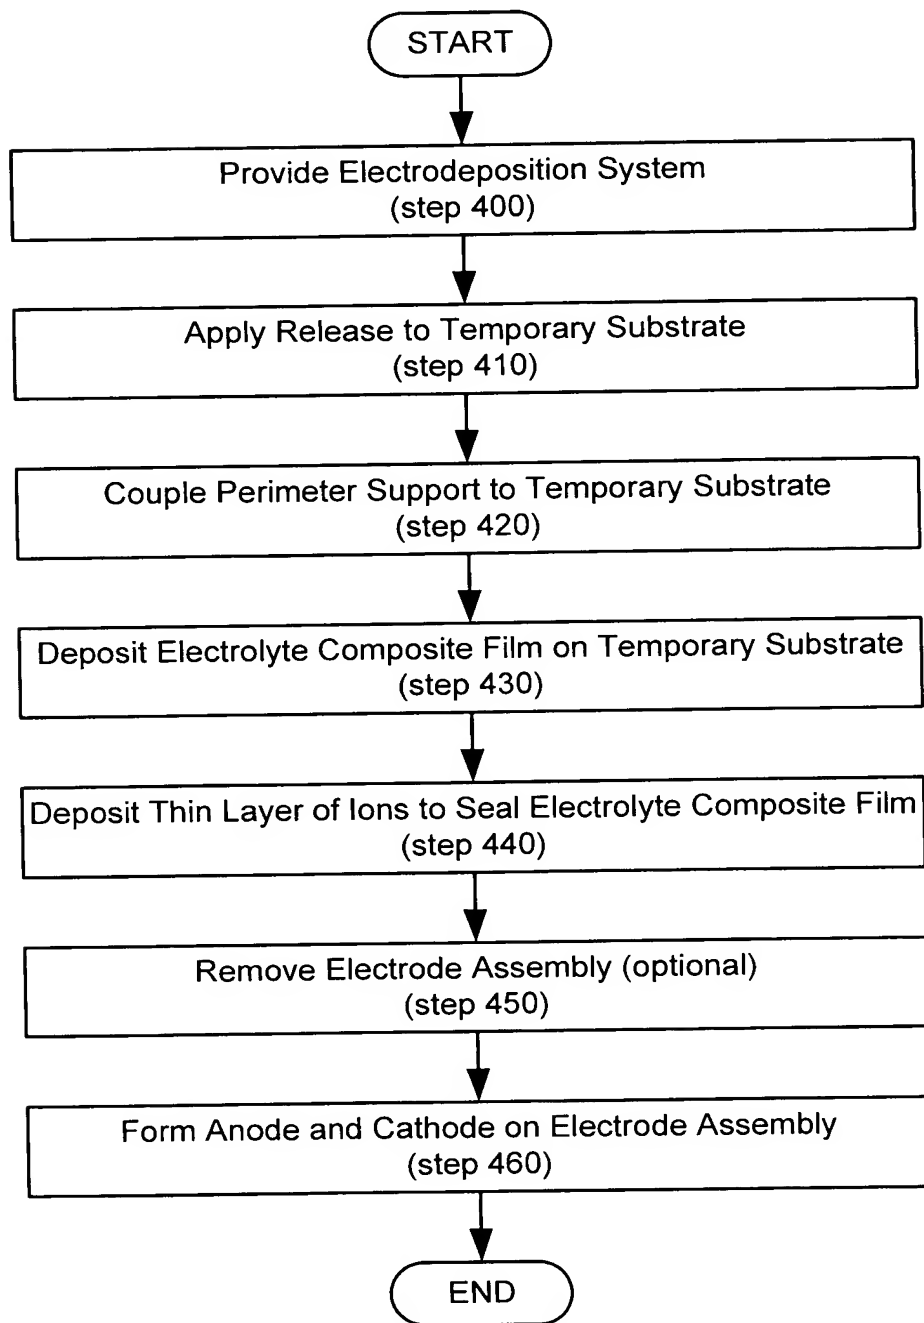 START
Provide Electrodeposition System
(step 400)
Apply Release to Temporary Substrate
(step 410)
Couple Perimeter Support to Temporary Substrate
(step 420)
Deposit Electrolyte Composite Film on Temporary Substrate
(step 430)
Deposit Thin Layer of Ions to Seal Electrolyte Composite Film
(step 440)
Remove Electrode Assembly (optional)
(step 450)
Form Anode and Cathode on Electrode Assembly
(step 460)
END